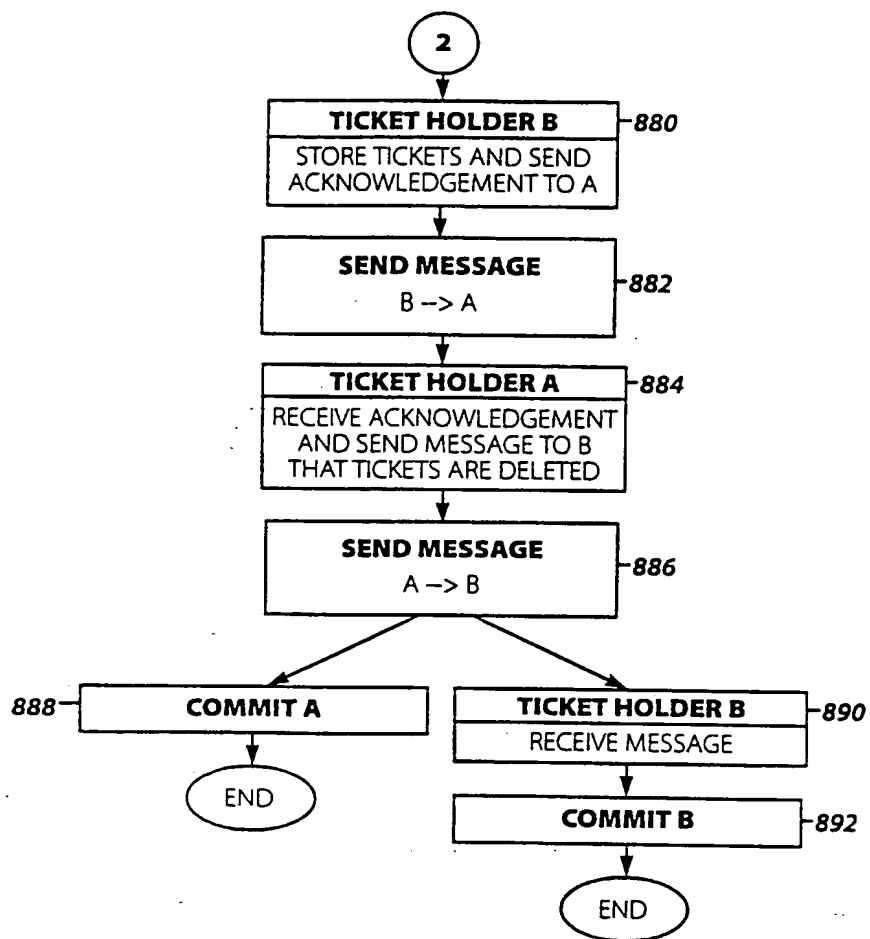 2
TICKET HOLDER B
880
STORE TICKETS AND SEND
ACKNOWLEDGEMENT TO A
SEND MESSAGE
882
B --> A
TICKET HOLDER A
884
RECEIVE ACKNOWLEDGEMENT
AND SEND MESSAGE TO B
THAT TICKETS ARE DELETED
SEND MESSAGE
886
A --> B
888
COMMIT A
END
TICKET HOLDER B
890
RECEIVE MESSAGE
COMMIT B
892
END